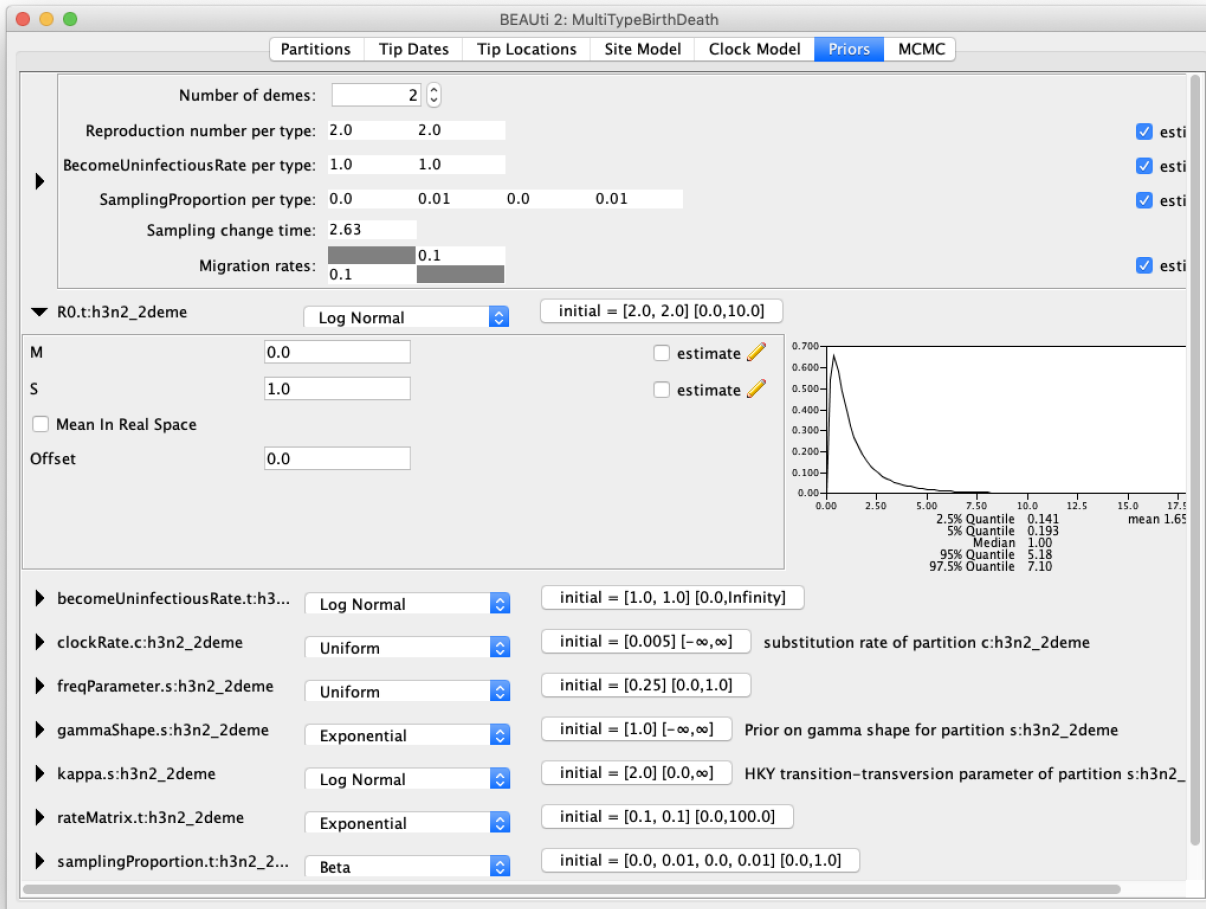 BEAUti 2: MultiTypeBirthDeath
Partitions Tip Dates Tip Locations Site Model Clock Model Priors MCMC
Number of demes: 2
Reproduction number per type: 2.0 2.0 esti
BecomeUninfectiousRate per type: 1.0 1.0 esti
SamplingProportion per type: 0.0 0.01 0.0 0.01 esti
Sampling change time: 2.63
Migration rates: 0.1 esti
0.1
R0.t:h3n2_2deme Log Normal initial = [2.0, 2.0] [0.0,10.0]
M 0.0 estimate
S 1.0 estimate
Mean In Real Space
Offset 0.0
0.700
0.600
0.500
0.400
0.300
0.200
0.100
0.00
0.00 2.50 5.00 7.50 10.0 12.5 15.0 17.5
2.5% Quantile 0.141 mean 1.65
5% Quantile 0.193
Median 1.00
95% Quantile 5.18
97.5% Quantile 7.10
becomeUninfectiousRate.t:h3... Log Normal initial = [1.0, 1.0] [0.0,Infinity]
clockRate.c:h3n2_2deme Uniform initial = [0.005] [-∞,∞] substitution rate of partition c:h3n2_2deme
freqParameter.s:h3n2_2deme Uniform initial = [0.25] [0.0,1.0]
gammaShape.s:h3n2_2deme Exponential initial = [1.0] [-∞,∞] Prior on gamma shape for partition s:h3n2_2deme
kappa.s:h3n2_2deme Log Normal initial = [2.0] [0.0,∞] HKY transition-transversion parameter of partition s:h3n2_
rateMatrix.t:h3n2_2deme Exponential initial = [0.1, 0.1] [0.0,100.0]
samplingProportion.t:h3n2_2... Beta initial = [0.0, 0.01, 0.0, 0.01] [0.0,1.0]